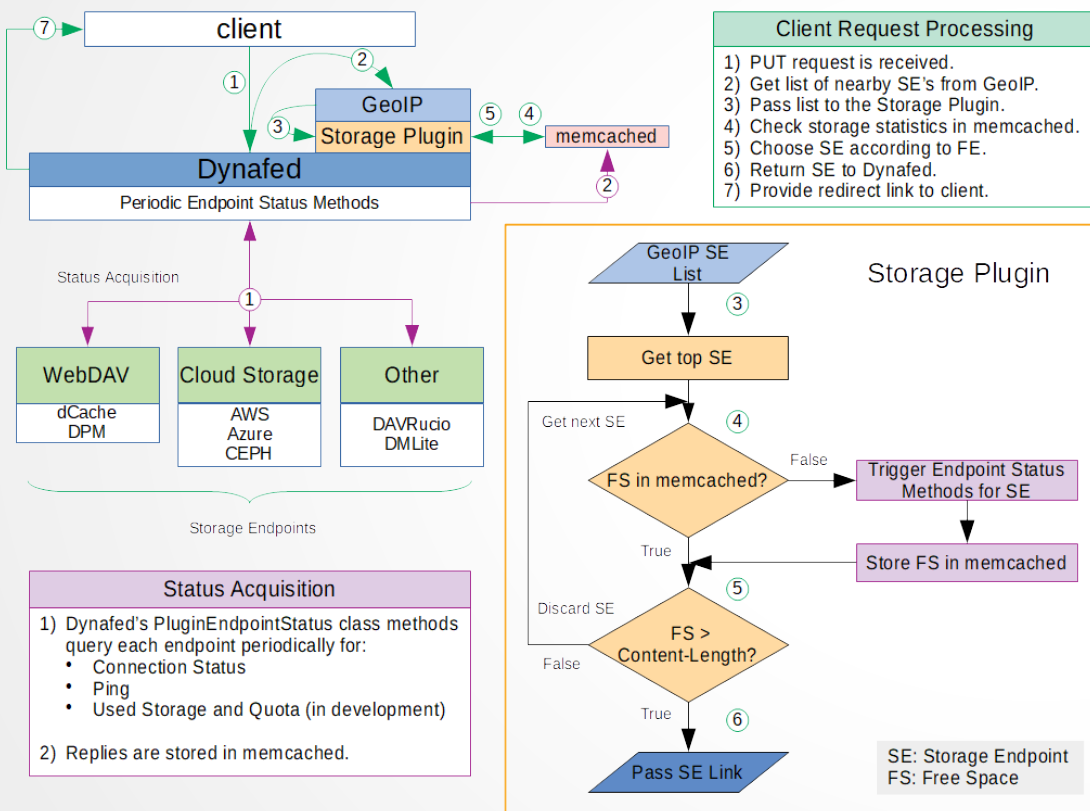 client
7
1
2
GeoIP
3
Storage Plugin
5
4
memcached
Dynafed
Periodic Endpoint Status Methods
2
Status Acquisition
1
WebDAV
dCache
DPM
Cloud Storage
AWS
Azure
CEPH
Other
DAVRucio
DMLite
Storage Endpoints
Status Acquisition
1) Dynafed's PluginEndpointStatus class methods
query each endpoint periodically for:
• Connection Status
• Ping
• Used Storage and Quota (in development)
2) Replies are stored in memcached.
Client Request Processing
1) PUT request is received.
2) Get list of nearby SE's from GeoIP.
3) Pass list to the Storage Plugin.
4) Check storage statistics in memcached.
5) Choose SE according to FE.
6) Return SE to Dynafed.
7) Provide redirect link to client.
Storage Plugin
GeoIP SE
List
3
Get top SE
Get next SE
4
FS in memcached?
False
Trigger Endpoint Status
Methods for SE
True
Store FS in memcached
5
Discard SE
FS >
Content-Length?
False
True
6
Pass SE Link
SE: Storage Endpoint
FS: Free Space